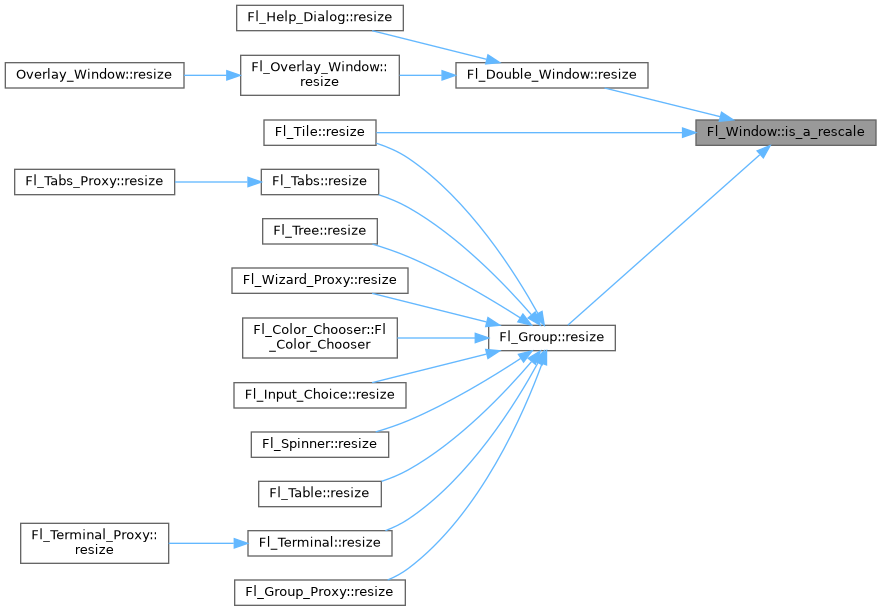 Fl_Help_Dialog::resize
Overlay_Window::resize
Fl_Overlay_Window::
resize
Fl_Double_Window::resize
Fl_Tile::resize
Fl_Window::is_a_rescale
Fl_Tabs_Proxy::resize
Fl_Tabs::resize
Fl_Tree::resize
Fl_Wizard_Proxy::resize
Fl_Color_Chooser::Fl
_Color_Chooser
Fl_Group::resize
Fl_Input_Choice::resize
Fl_Spinner::resize
Fl_Table::resize
Fl_Terminal_Proxy::
resize
Fl_Terminal::resize
Fl_Group_Proxy::resize